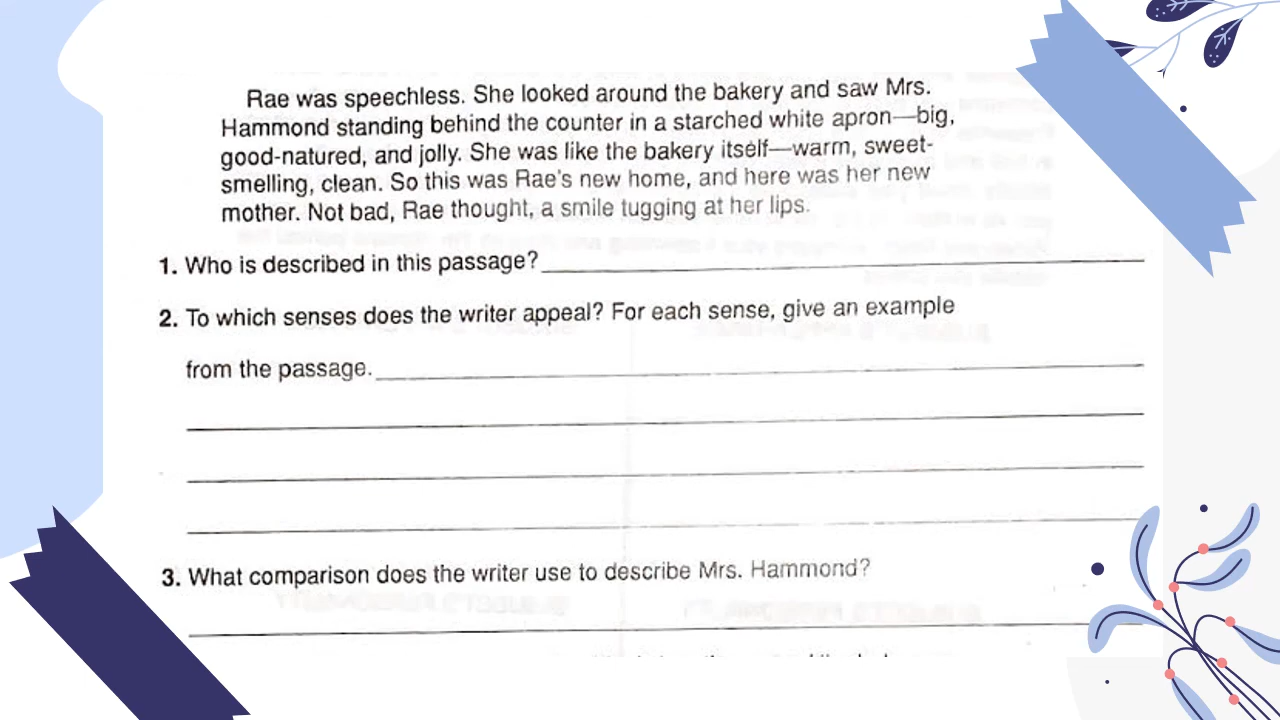 Rae was speechless. She looked around the bakery and saw Mrs.
Hammond standing behind the counter in a starched white apron—big,
good-natured, and jolly. She was like the bakery itself—warm, sweet-
smelling, clean. So this was Rae's new home, and here was her new
mother. Not bad, Rae thought, a smile tugging at her lips.
1. Who is described in this passage?
2. To which senses does the writer appeal? For each sense, give an example
from the passage.
3. What comparison does the writer use to describe Mrs. Hammond?